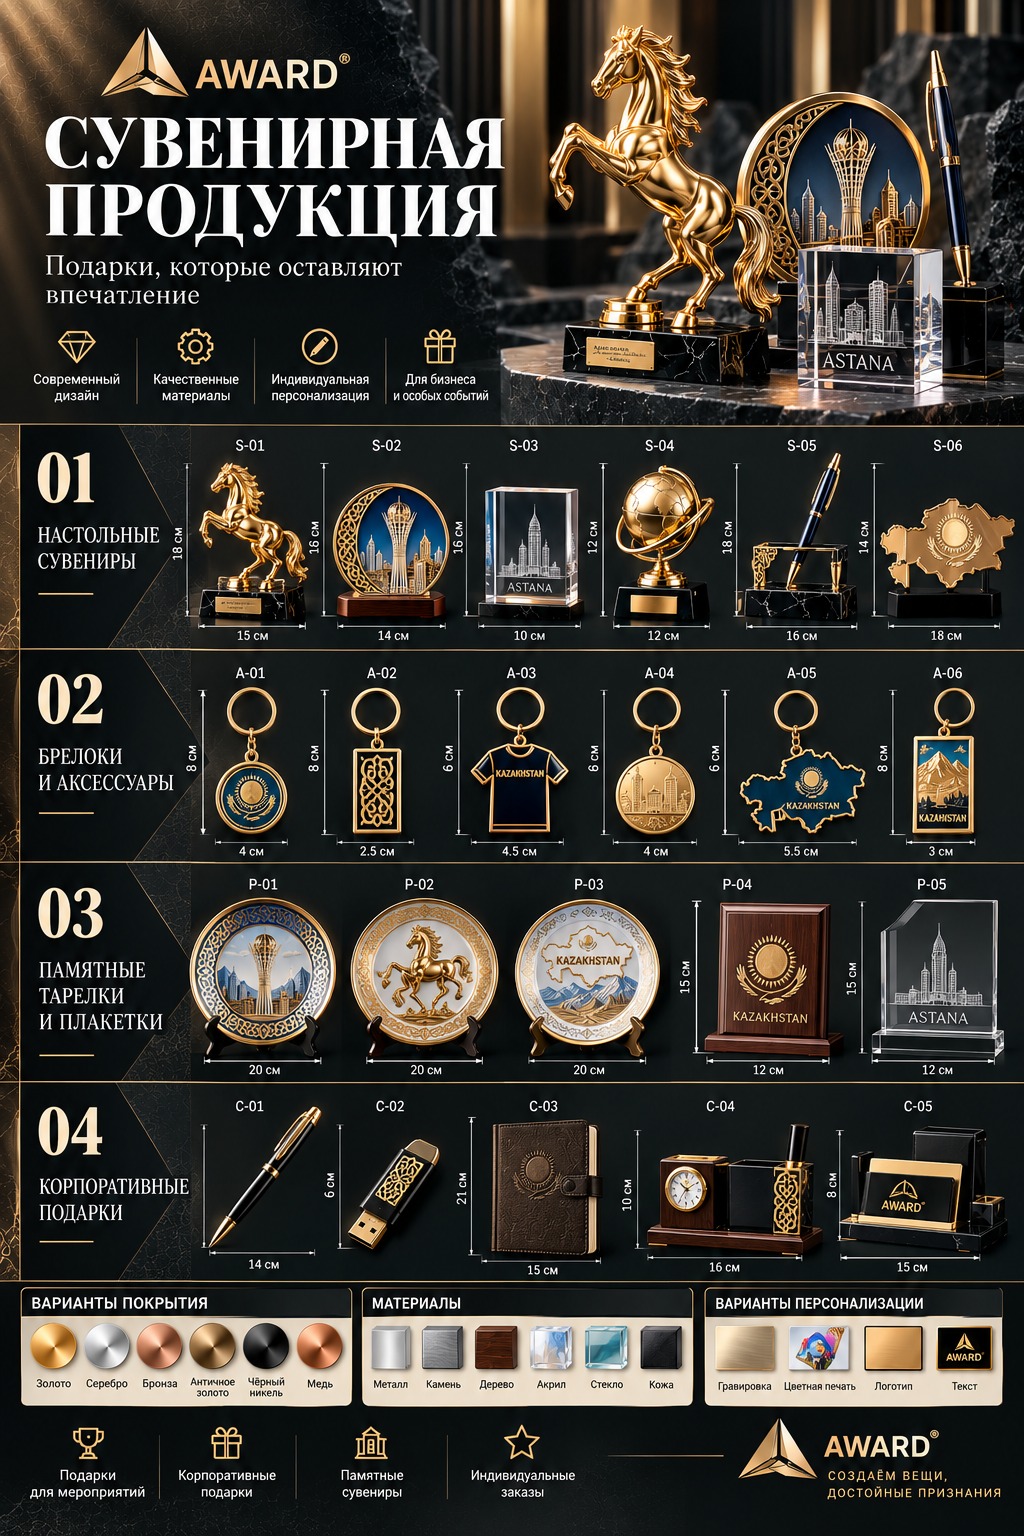 AWARD®
СУВЕНИРНАЯ
ПРОДУКЦИЯ
Подарки, которые оставляют
впечатление
Современный
дизайн
Качественные
материалы
Индивидуальная
персонализация
Для бизнеса
и особых событий
ASTANA
01
НАСТОЛЬНЫЕ
СУВЕНИРЫ
S-01
18 см
15 см
S-02
16 см
14 см
S-03
16 см
ASTANA
10 см
S-04
12 см
12 см
S-05
18 см
16 см
S-06
14 см
18 см
02
БРЕЛОКИ
И АКСЕССУАРЫ
A-01
8 см
4 см
A-02
8 см
2.5 см
A-03
6 см
KAZAKHSTAN
4.5 см
A-04
6 см
4 см
A-05
6 см
KAZAKHSTAN
5.5 см
A-06
8 см
KAZAKHSTAN
3 см
03
ПАМЯТНЫЕ
ТАРЕЛКИ
И ПЛАКЕТКИ
P-01
20 см
P-02
20 см
P-03
KAZAKHSTAN
20 см
P-04
15 см
KAZAKHSTAN
12 см
P-05
15 см
ASTANA
12 см
04
КОРПОРАТИВНЫЕ
ПОДАРКИ
C-01
14 см
C-02
6 см
C-03
21 см
15 см
C-04
10 см
16 см
C-05
8 см
AWARD®
15 см
ВАРИАНТЫ ПОКРЫТИЯ
Золото
Серебро
Бронза
Античное
золото
Чёрный
никель
Медь
МАТЕРИАЛЫ
Металл
Камень
Дерево
Акрил
Стекло
Кожа
ВАРИАНТЫ ПЕРСОНАЛИЗАЦИИ
Гравировка
Цветная печать
Логотип
AWARD®
Текст
Подарки
для мероприятий
Корпоративные
подарки
Памятные
сувениры
Индивидуальные
заказы
AWARD®
СОЗДАЁМ ВЕЩИ,
ДОСТОЙНЫЕ ПРИЗНАНИЯ